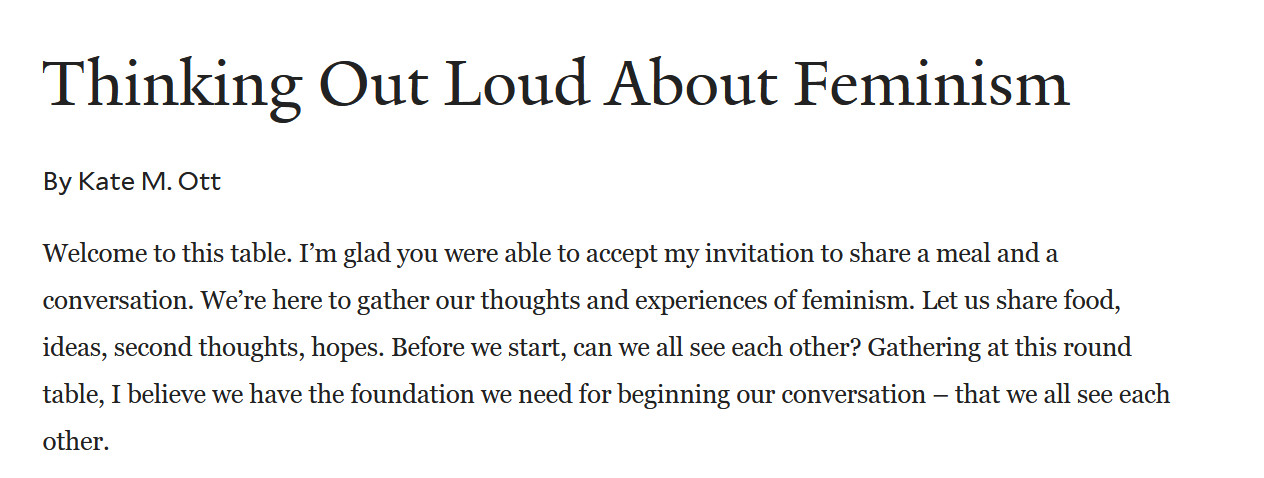 Thinking Out Loud About Feminism
By Kate M. Ott
Welcome to this table. I’m glad you were able to accept my invitation to share a meal and a
conversation. We’re here to gather our thoughts and experiences of feminism. Let us share food,
ideas, second thoughts, hopes. Before we start, can we all see each other? Gathering at this round
table, I believe we have the foundation we need for beginning our conversation – that we all see each
other.